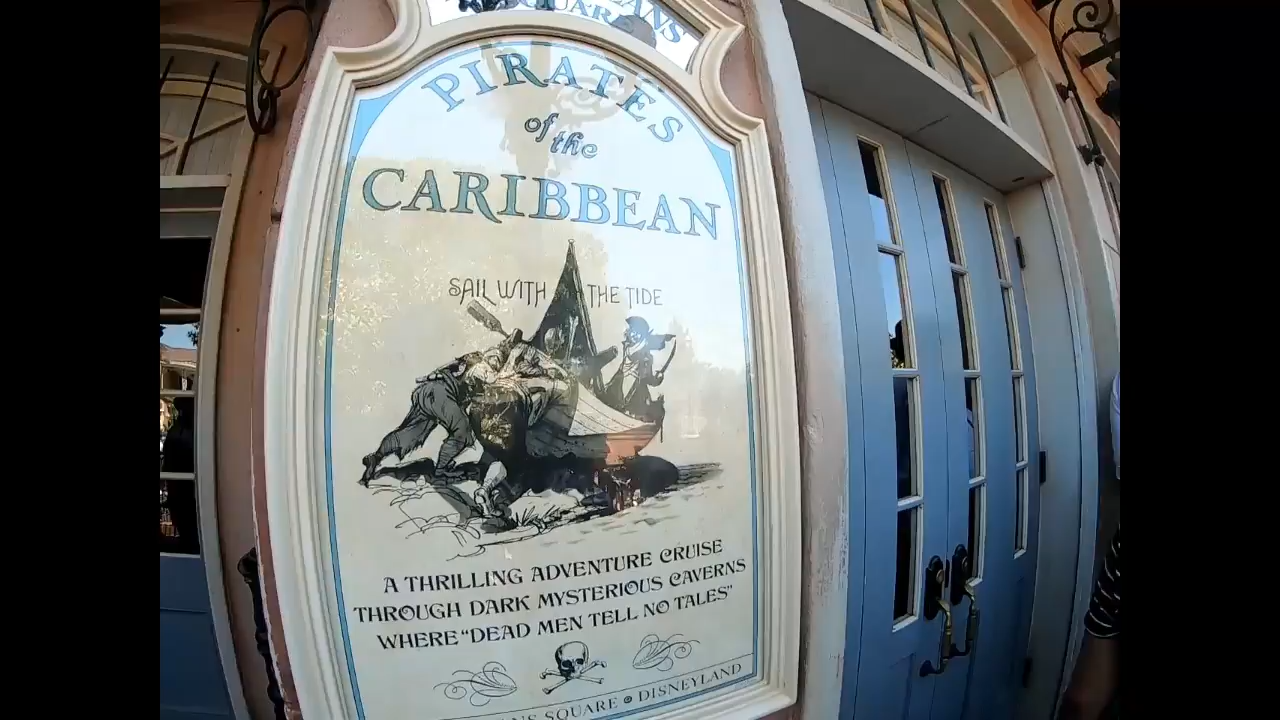 SQUARE
PIRATES
of the
CARIBBEAN
SAIL WITH THE TIDE
A THRILLING ADVENTURE CRUISE
THROUGH DARK MYSTERIOUS CAVERNS
WHERE "DEAD MEN TELL NO TALES"
SQUARE DISNEYLAND